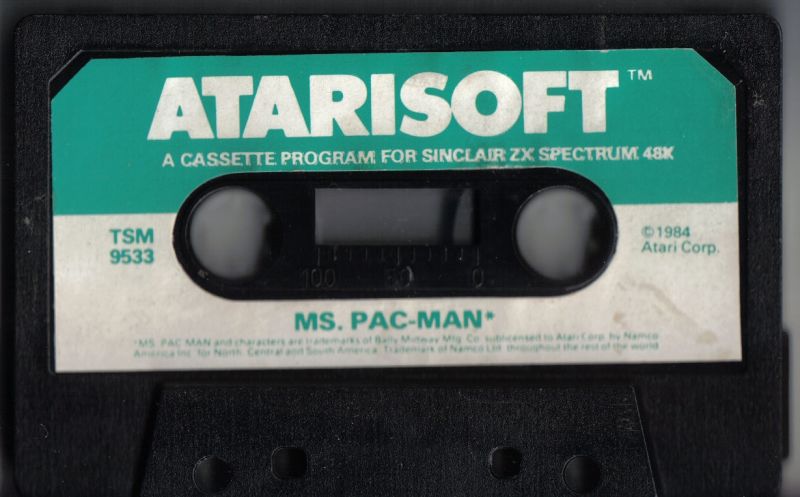 ATARISOFT™
A CASSETTE PROGRAM FOR SINCLAIR ZX SPECTRUM 48K
TSM
9533
©1984
Atari Corp.
100 50 0
MS. PAC-MAN*
*MS. PAC MAN and characters are trademarks of Bally Midway Mfg. Co. sublicensed to Atari Corp. by Namco
America Inc. for North, Central and South America. Trademark of Namco Ltd. throughout the rest of the world